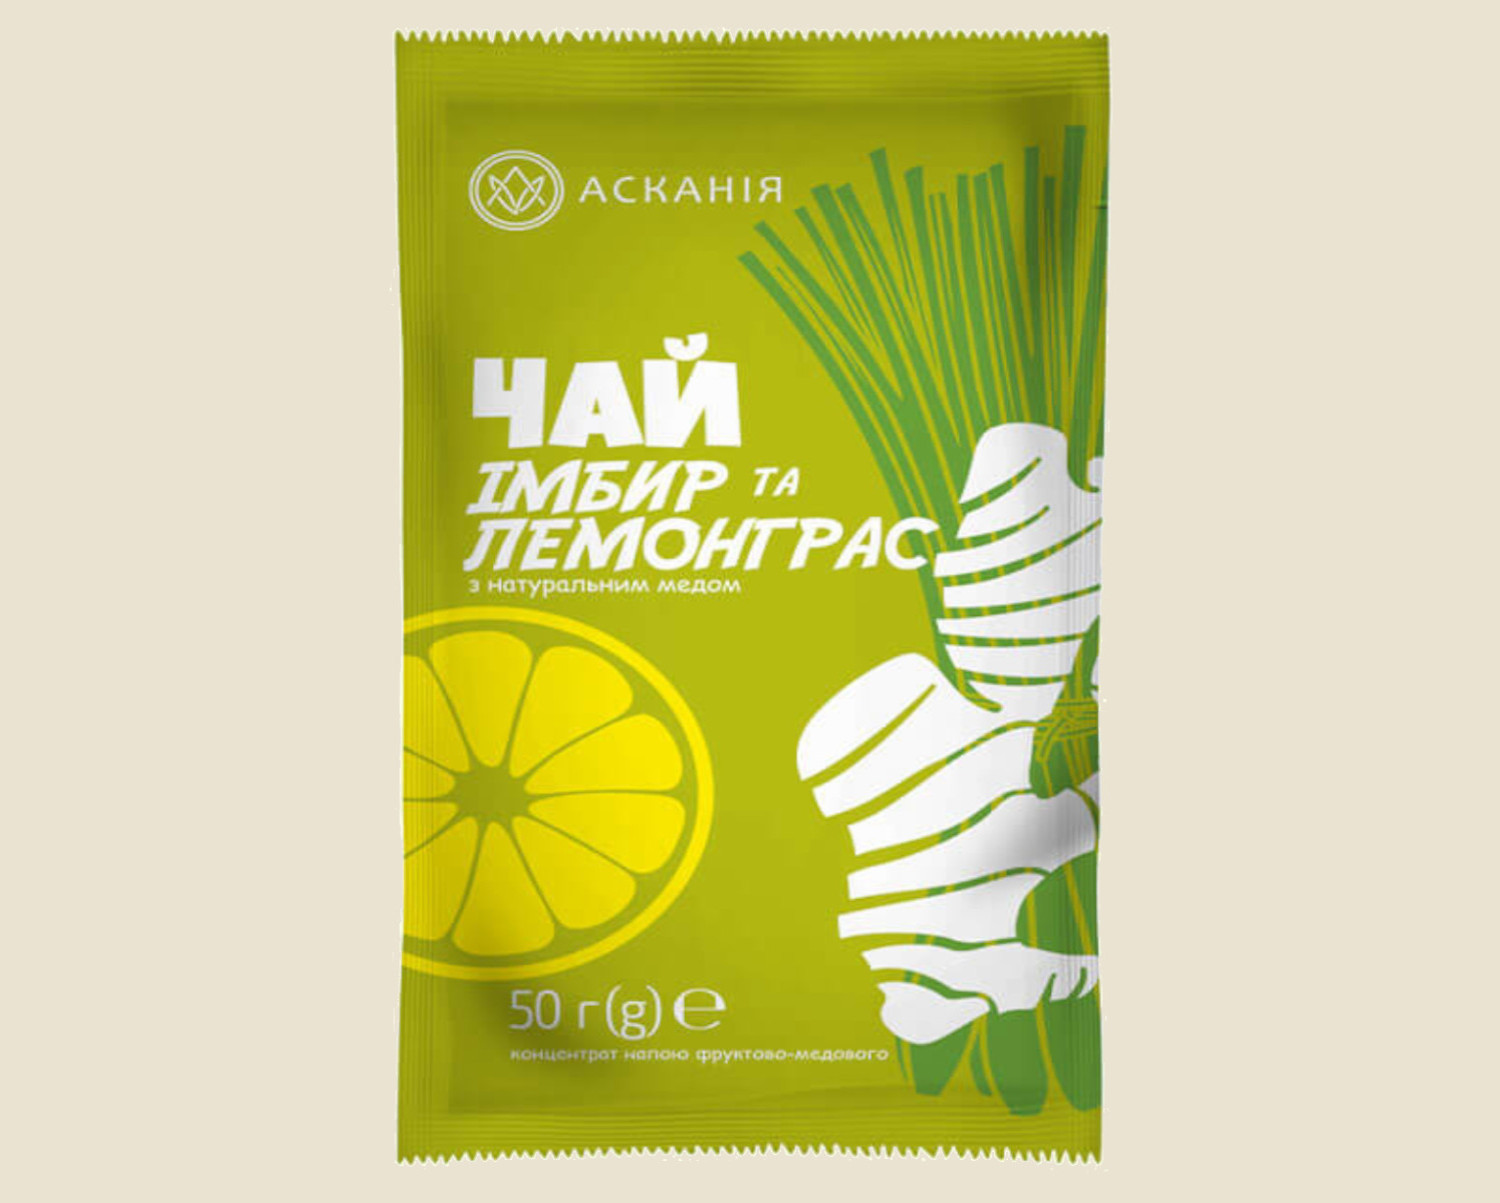 АСКАНІЯ
ЧАЙ
ІМБИР ТА
ЛЕМОНГРАС
з натуральним медом
50 г(g) ℮
концентрат напою фруктово-медового